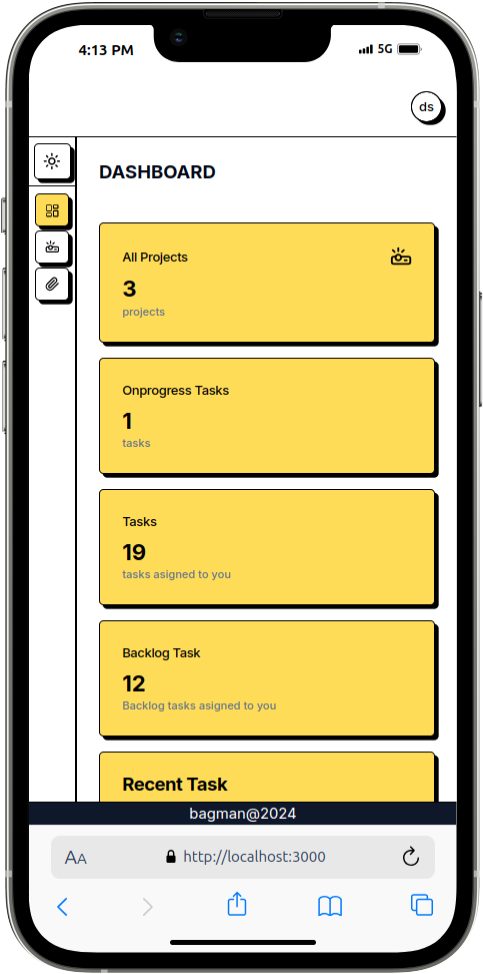 4:13 PM
5G
ds
DASHBOARD
All Projects
3
projects
Onprogress Tasks
1
tasks
Tasks
19
tasks asigned to you
Backlog Task
12
Backlog tasks asigned to you
Recent Task
bagman@2024
AA
http://localhost:3000